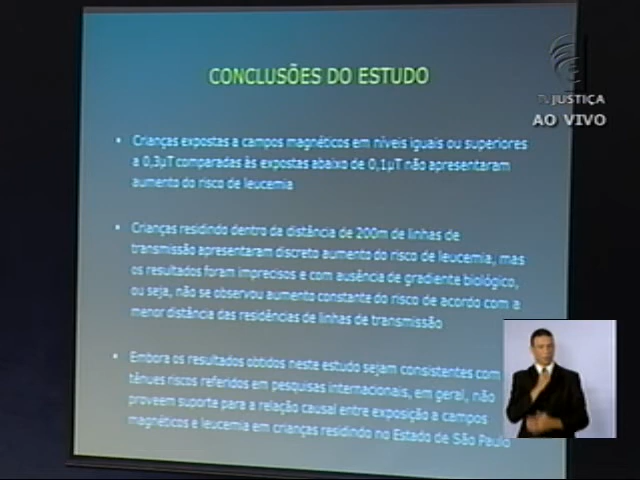 CONCLUSÕES DO ESTUDO
TV JUSTIÇA
AO VIVO
• Crianças expostas a campos magnéticos em níveis iguais ou superiores
a 0,3µT comparadas às expostas abaixo de 0,1µT não apresentaram
aumento do risco de leucemia
• Crianças residindo dentro da distância de 200m de linhas de
transmissão apresentaram discreto aumento do risco de leucemia, mas
os resultados foram imprecisos e com ausência de gradiente biológico,
ou seja, não se observou aumento constante do risco de acordo com a
menor distância das residências de linhas de transmissão
• Embora os resultados obtidos neste estudo sejam consistentes com
tênues riscos referidos em pesquisas internacionais, em geral, não
proveem suporte para a relação causal entre exposição a campos
magnéticos e leucemia em crianças residindo no Estado de São Paulo